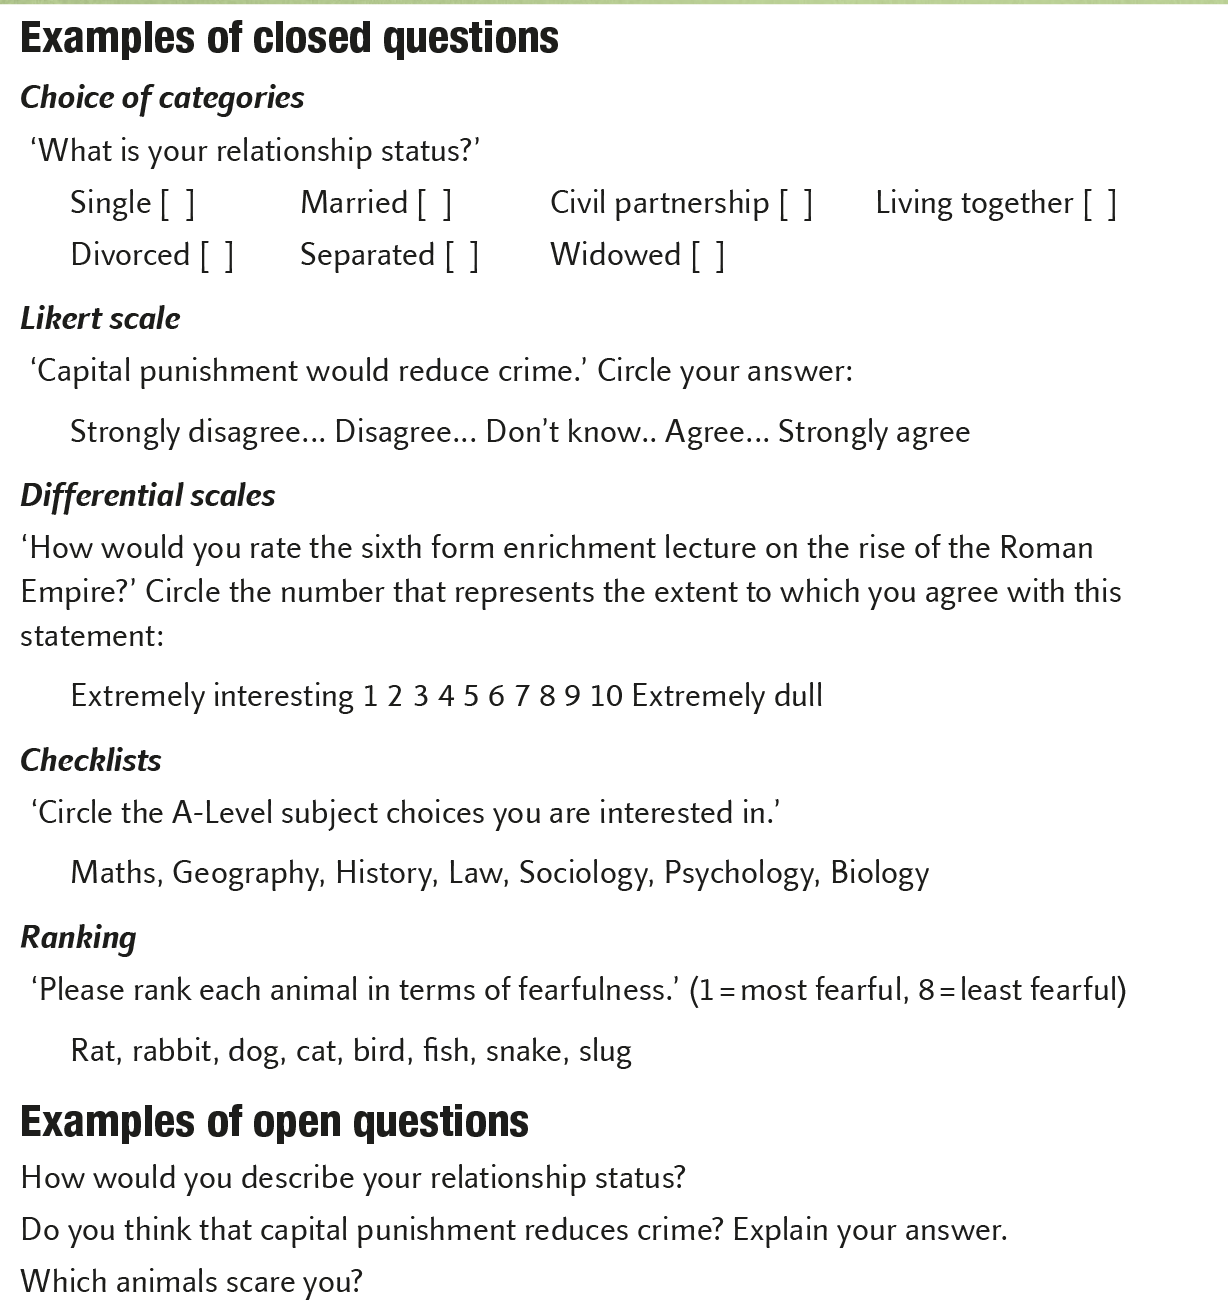 Examples of closed questions
Choice of categories
‘What is your relationship status?’
Single [ ] Married [ ] Civil partnership [ ] Living together [ ]
Divorced [ ] Separated [ ] Widowed [ ]
Likert scale
‘Capital punishment would reduce crime.’ Circle your answer:
Strongly disagree... Disagree... Don’t know.. Agree... Strongly agree
Differential scales
‘How would you rate the sixth form enrichment lecture on the rise of the Roman
Empire?’ Circle the number that represents the extent to which you agree with this
statement:
Extremely interesting 1 2 3 4 5 6 7 8 9 10 Extremely dull
Checklists
‘Circle the A-Level subject choices you are interested in.’
Maths, Geography, History, Law, Sociology, Psychology, Biology
Ranking
‘Please rank each animal in terms of fearfulness.’ (1 = most fearful, 8 = least fearful)
Rat, rabbit, dog, cat, bird, fish, snake, slug
Examples of open questions
How would you describe your relationship status?
Do you think that capital punishment reduces crime? Explain your answer.
Which animals scare you?